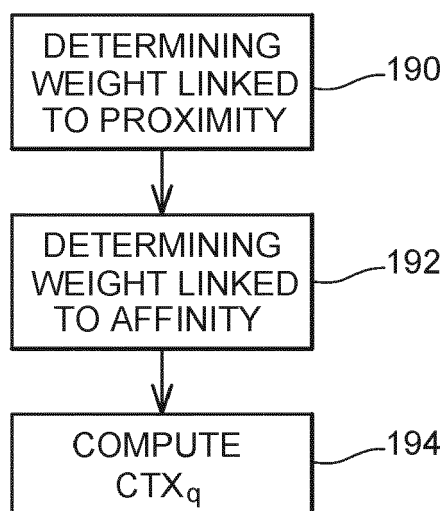 DETERMINING
WEIGHT LINKED
TO PROXIMITY
190
DETERMINING
WEIGHT LINKED
TO AFFINITY
192
COMPUTE
CTXq
194